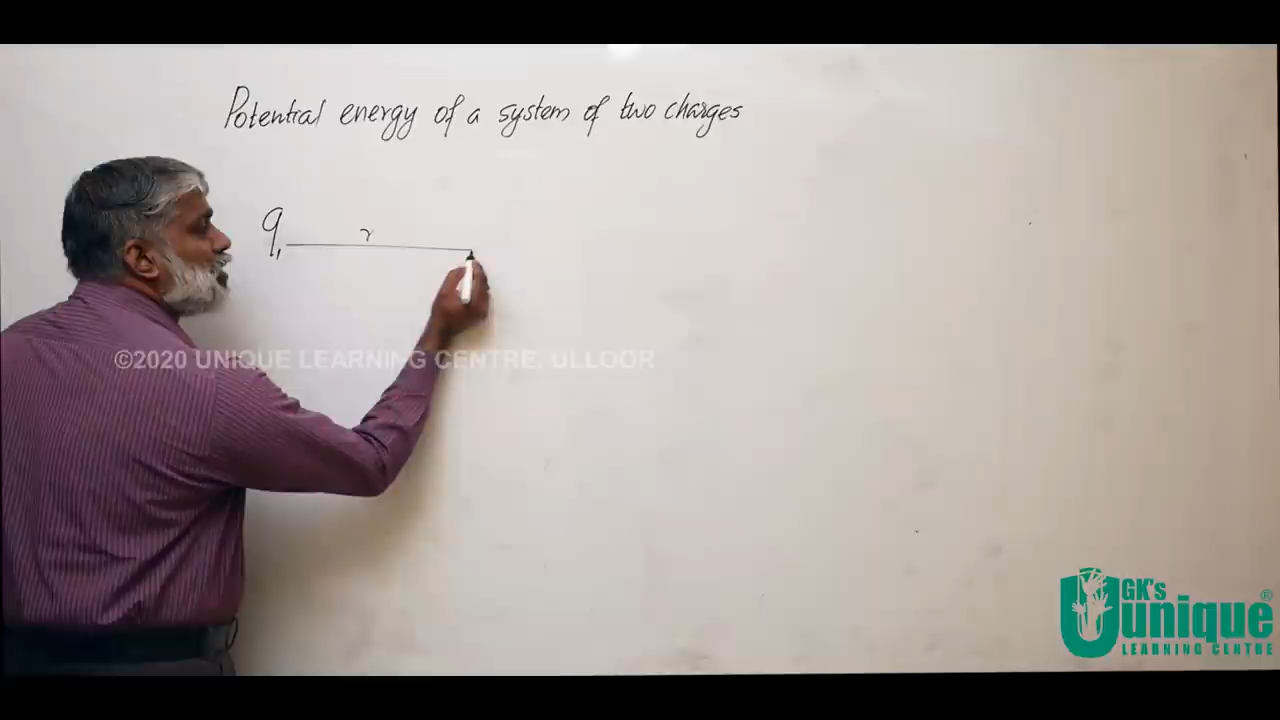 Potential energy of a system of two charges
q₁ r
©2020 UNIQUE LEARNING CENTRE, ULLOOR
GK's
unique®
LEARNING CENTRE